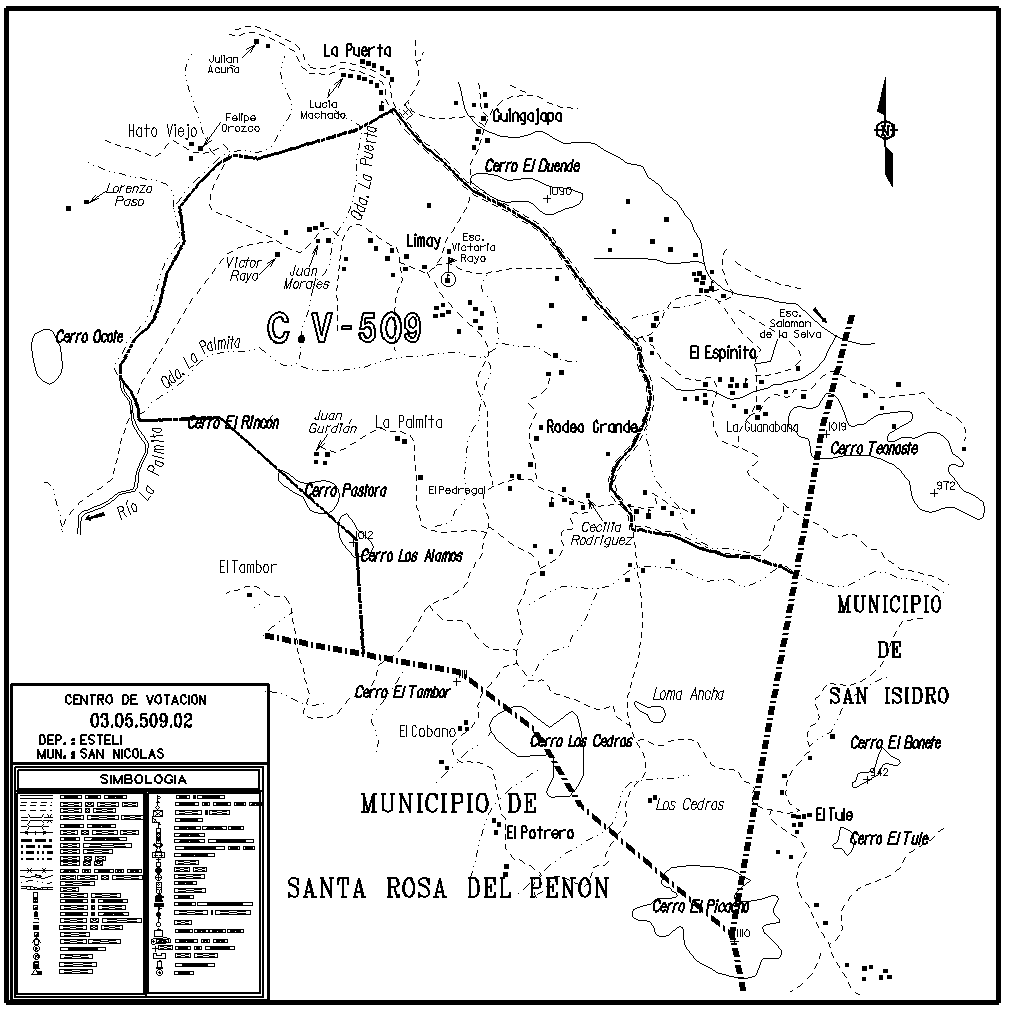 La Puerta
Julian
Acuña
Lucia
Machado
Guingajapa
Felipe
Orozco
Hato Viejo
Qda. La Puerta
Cerro El Duende
1090
N
Lorenzo
Paso
Limay
Esc.
Victoria
Rayo
Victor
Rayo
Juan
Morales
C V-509
Esc.
Salaman
de la Selva
Cerro Ocote
Qda. La Palmita
El Espinito
Juan
Gurdian
La Palmita
Cerro El Rincón
Rodeo Grande
La Guanabana
1019
Cerro Teonoste
Río La Palmita
Cerro Pastora
El Pedregal
972
Cecilia
Rodriguez
1012
Cerro Los Alamos
El Tambor
MUNICIPIO
DE
SAN ISIDRO
Cerro El Tambor
Loma Ancha
El Cobano
Cerro Los Cedros
Cerro El Bonete
942
MUNICIPIO DE
SANTA ROSA DEL PEÑON
Los Cedros
El Tule
El Potrero
Cerro El Tule
Cerro El Picacho
1110
CENTRO DE VOTACION
03.05.509.02
DEP.: ESTELI
MUN.: SAN NICOLAS
SIMBOLOGIA